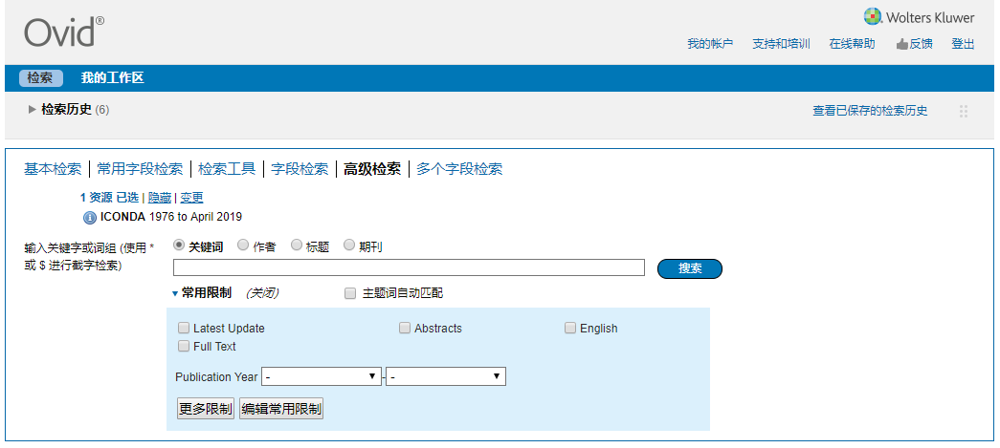 Ovid®
Wolters Kluwer
我的帐户 支持和培训 在线帮助 反馈 登出
检索 我的工作区
检索历史 (6) 查看已保存的检索历史
基本检索 | 常用字段检索 | 检索工具 | 字段检索 | 高级检索 | 多个字段检索
1 资源 已选 | 隐藏 | 变更
ICONDA 1976 to April 2019
输入关键字或词组 (使用 * 关键词 作者 标题 期刊
或 $ 进行截字检索) 搜索
常用限制 (关闭) 主题词自动匹配
Latest Update Abstracts English
Full Text
Publication Year - - -
更多限制 编辑常用限制